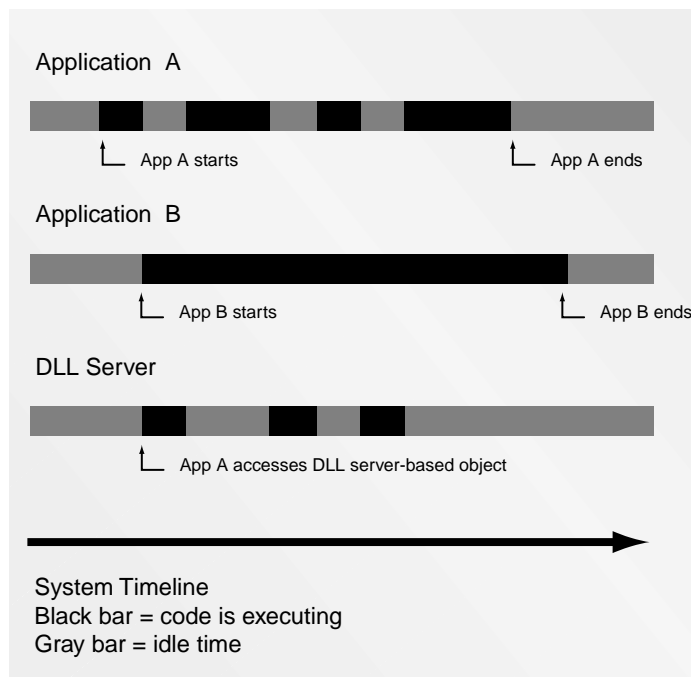 Application A
App A starts
App A ends
Application B
App B starts
App B ends
DLL Server
App A accesses DLL server-based object
System Timeline
Black bar = code is executing
Gray bar = idle time